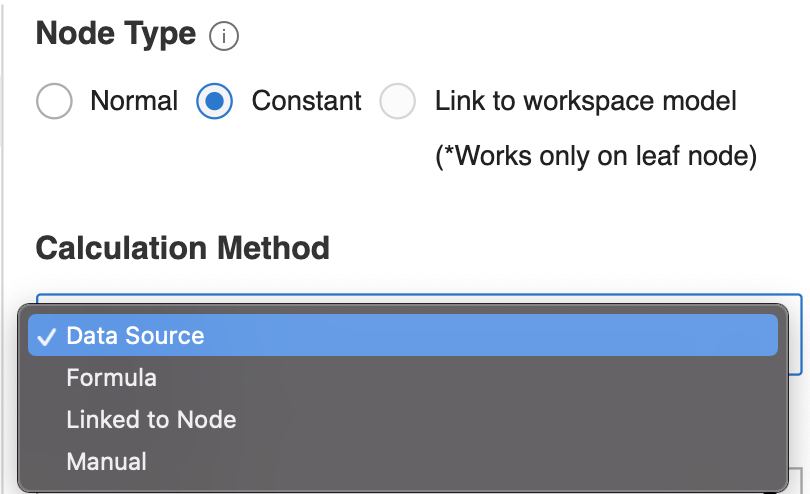 Node Type
Normal Constant Link to workspace model
(*Works only on leaf node)
Calculation Method
Data Source
Formula
Linked to Node
Manual